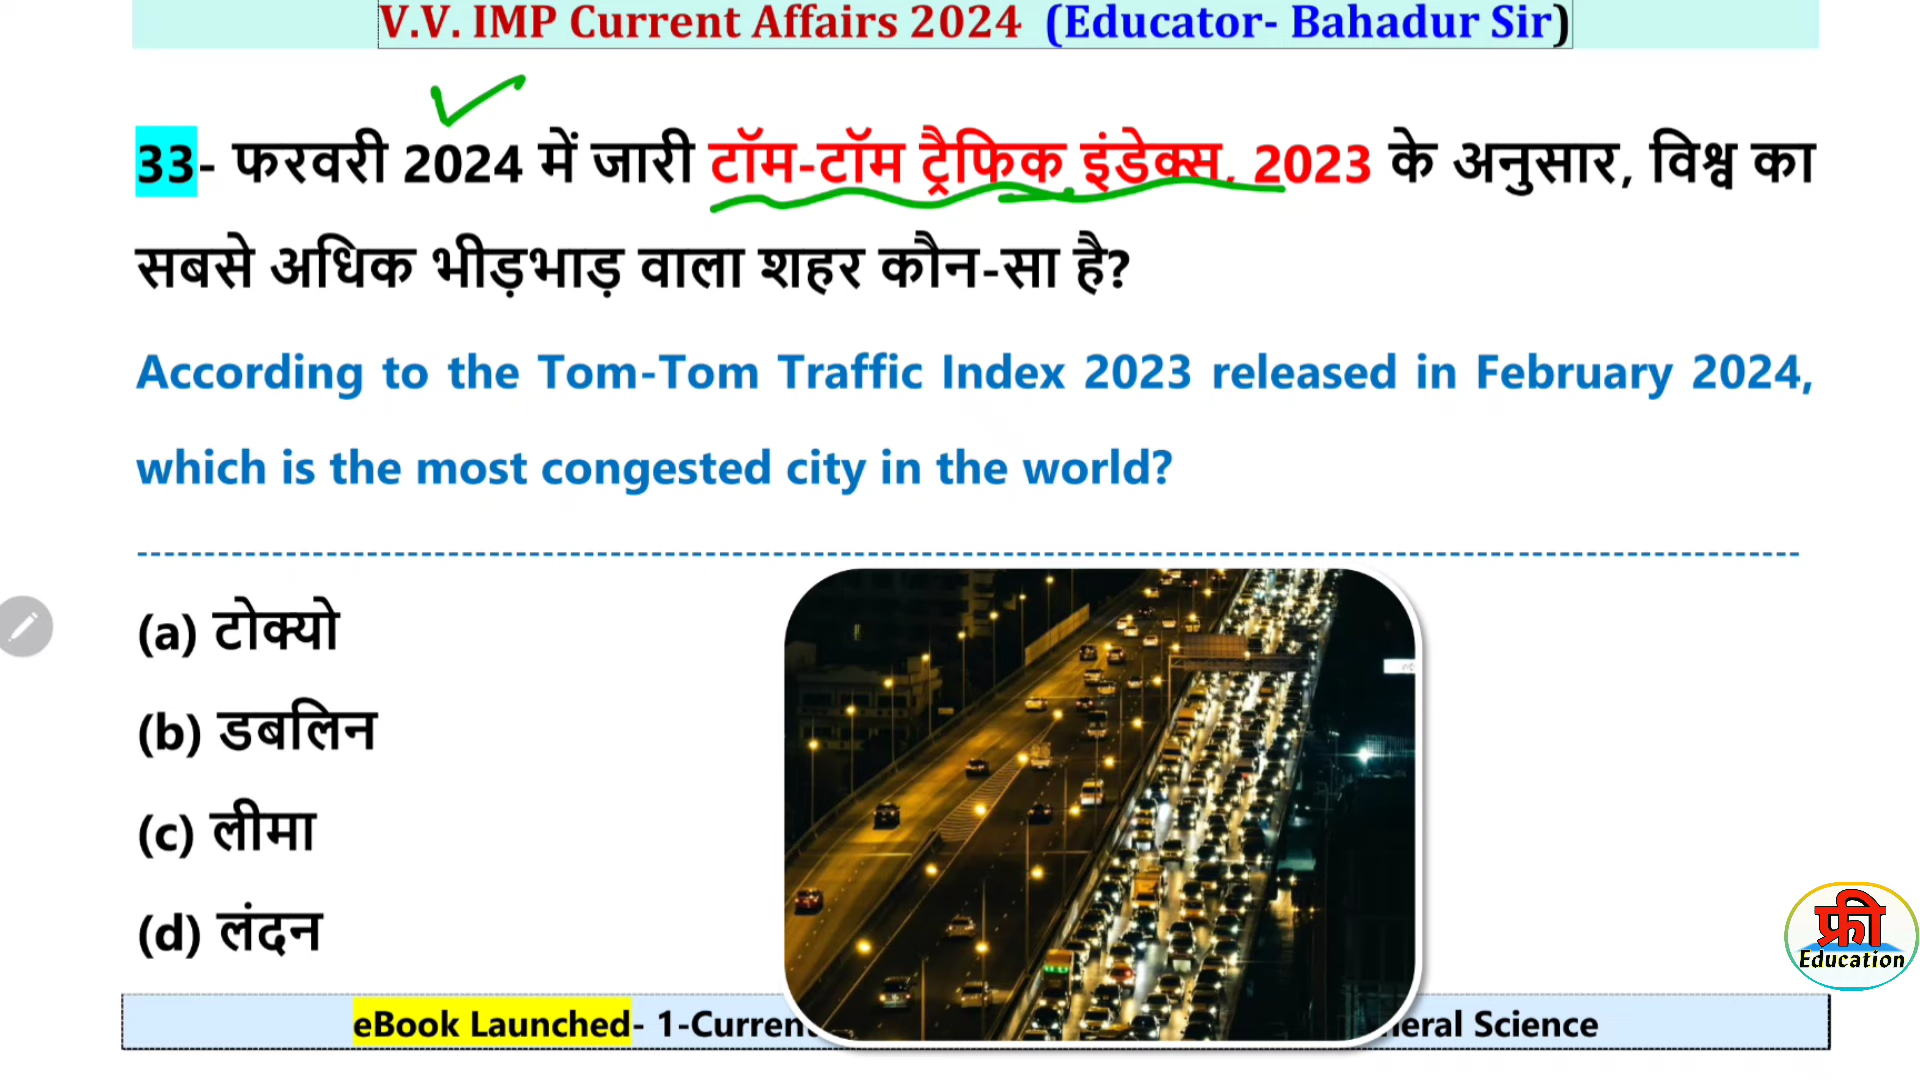 V.V. IMP Current Affairs 2024 (Educator- Bahadur Sir)
33- फरवरी 2024 में जारी टॉम-टॉम ट्रैफिक इंडेक्स, 2023 के अनुसार, विश्व का
सबसे अधिक भीड़भाड़ वाला शहर कौन-सा है?
According to the Tom-Tom Traffic Index 2023 released in February 2024,
which is the most congested city in the world?
(a) टोक्यो
(b) डबलिन
(c) लीमा
(d) लंदन
फ्री
Education
eBook Launched- 1-Curren Science